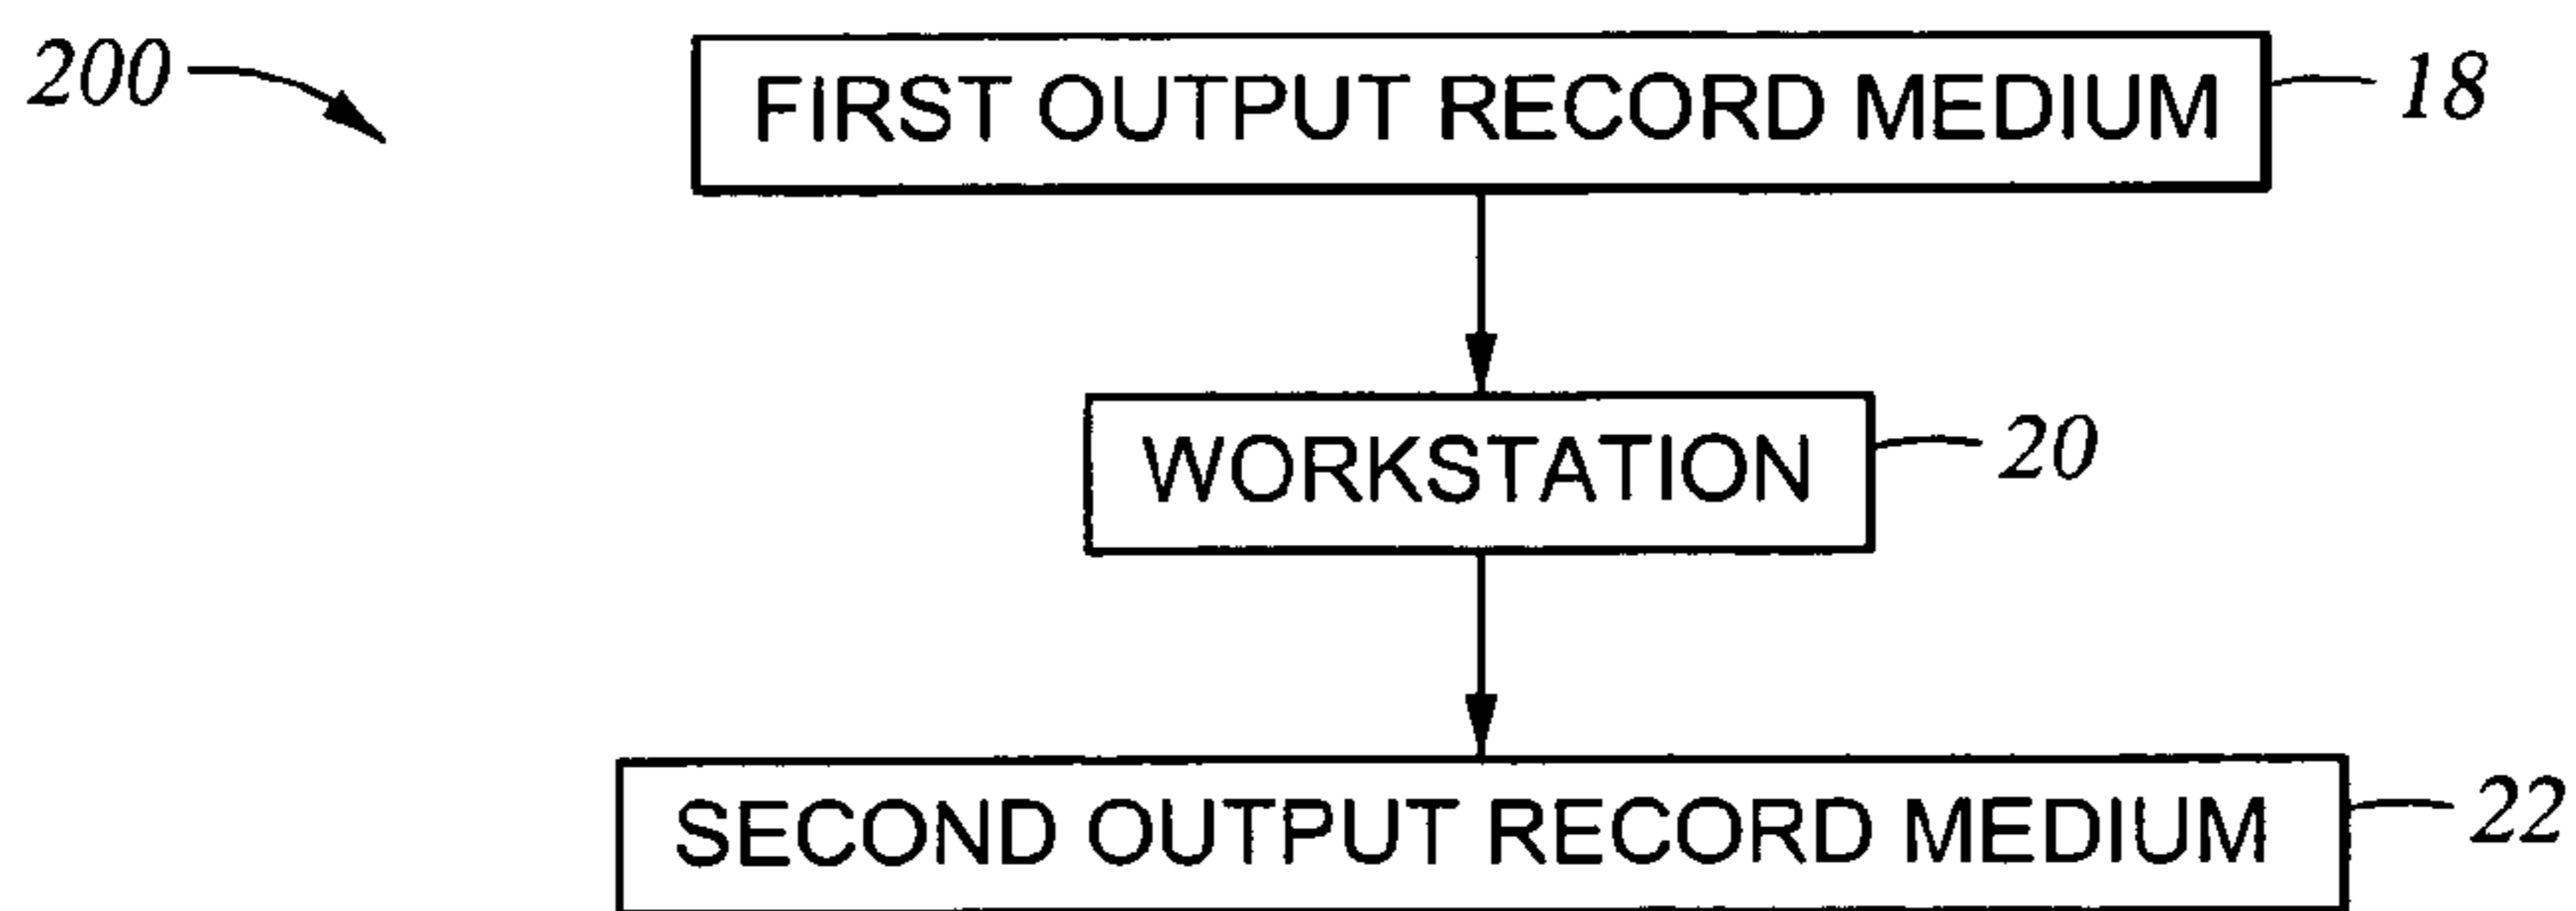 200
FIRST OUTPUT RECORD MEDIUM 18
WORKSTATION 20
SECOND OUTPUT RECORD MEDIUM 22